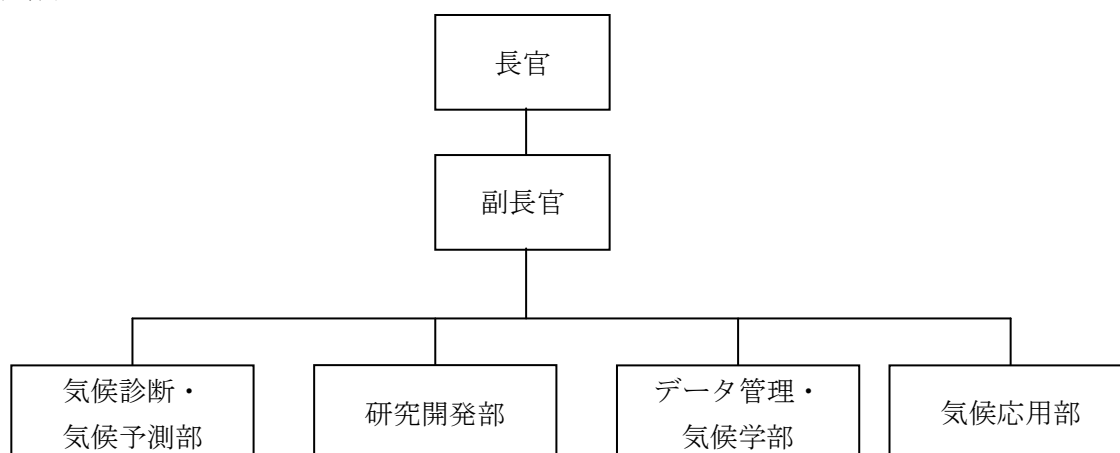 長官
副長官
気候診断・
気候予測部
研究開発部
データ管理・
気候学部
気候応用部